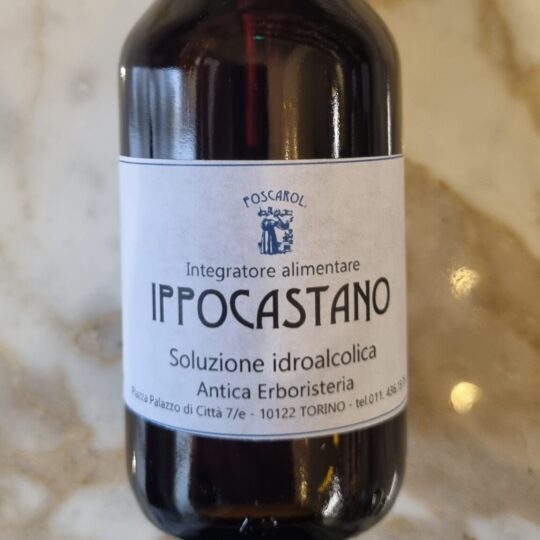 FOSCAROL
Integratore alimentare
IPPOCASTANO
Soluzione idroalcolica
Antica Erboristeria
Piazza Palazzo di Città 7/e - 10122 TORINO - tel.011. 436.